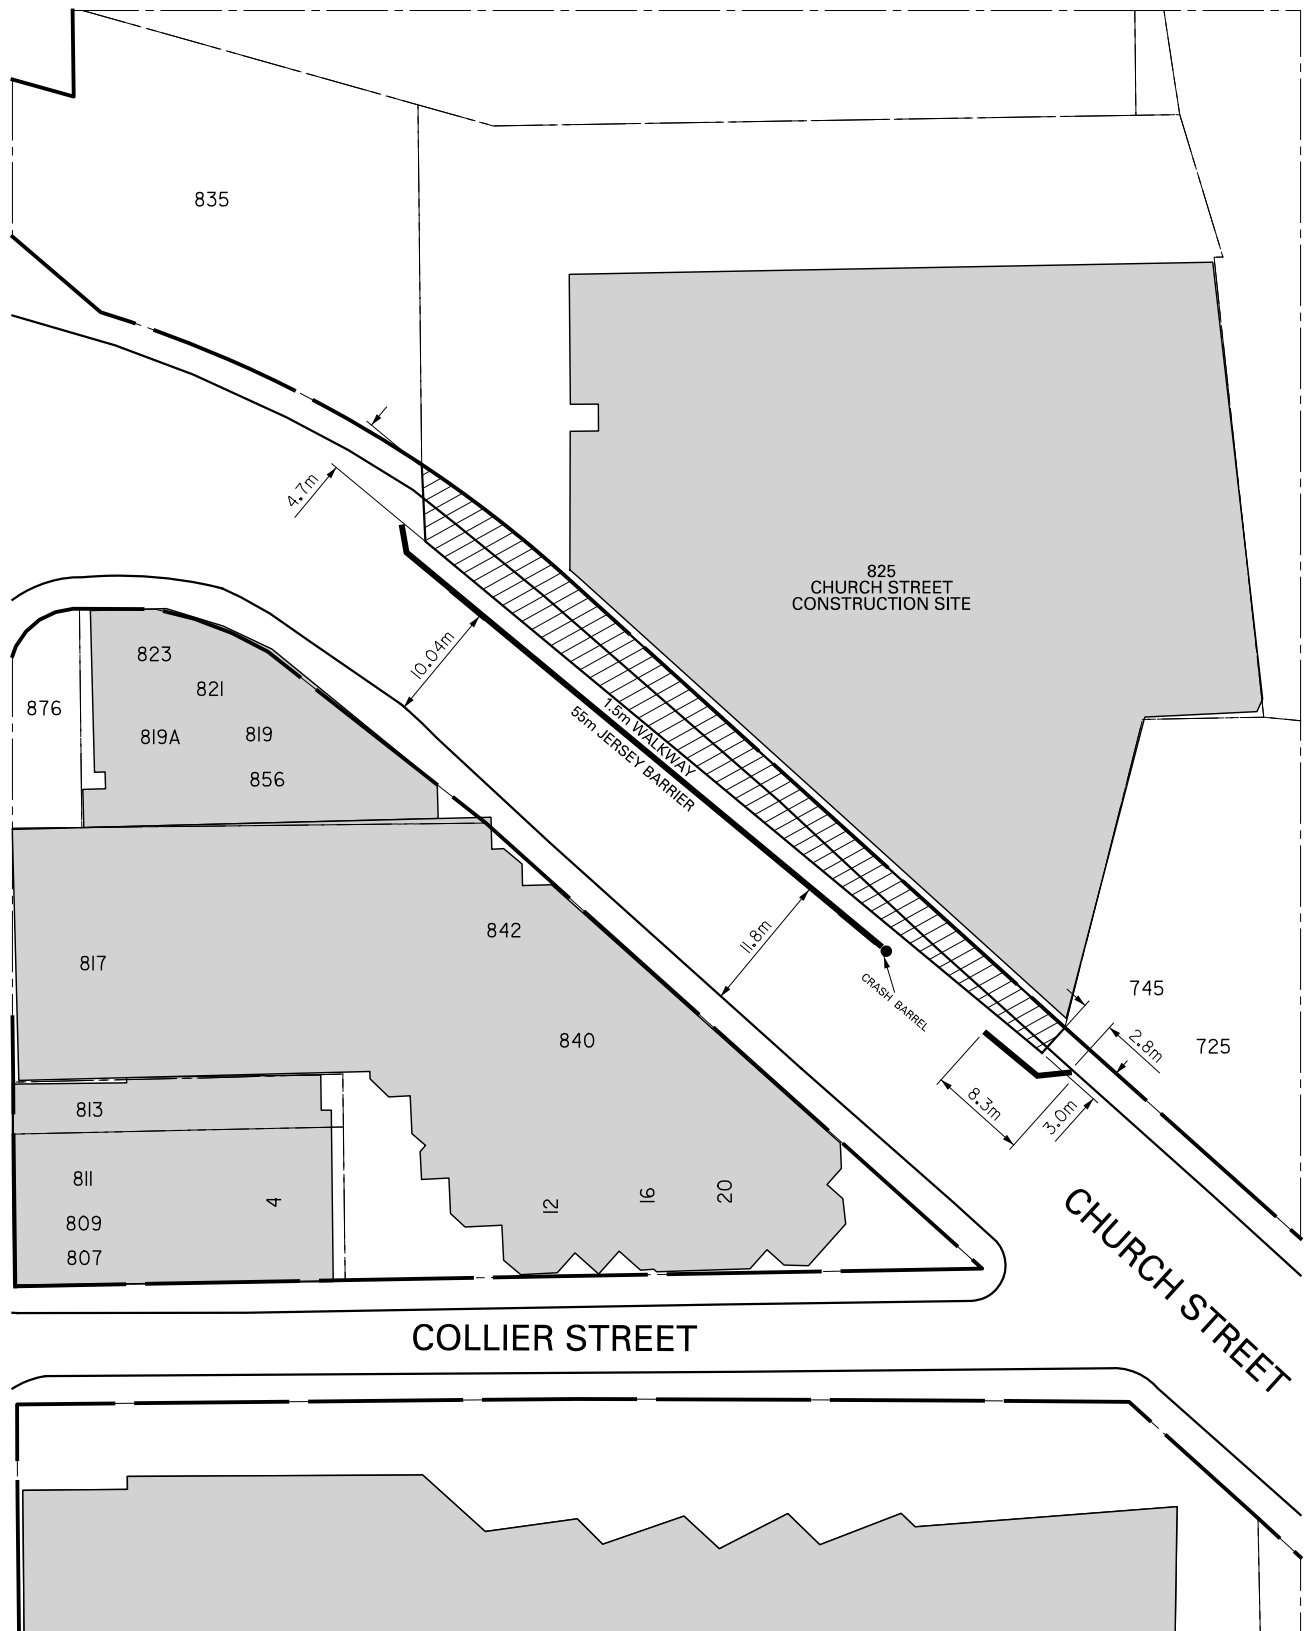 835
4.7m
825
CHURCH STREET
CONSTRUCTION SITE
10.04m
823
821
876
819A
819
856
1.5m WALKWAY
55m JERSEY BARRIER
842
11.8m
817
CRASH BARREL
745
2.8m
725
840
8.3m
3.0m
813
811
4
12
16
20
809
807
CHURCH STREET
COLLIER STREET